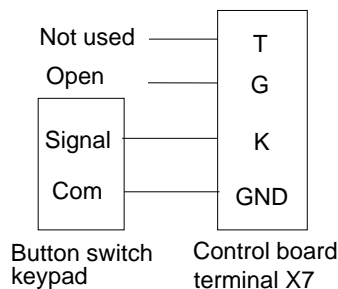 Not used
T
Open
G
Signal
K
Com
GND
Button switch
keypad
Control board
terminal X7